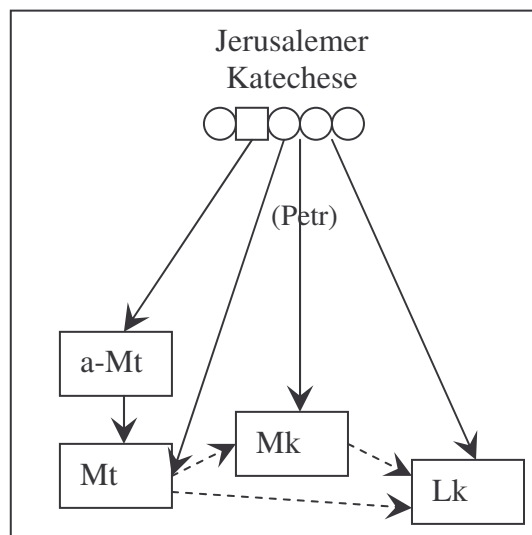 Jerusalemer
Katechese
(Petr)
a-Mt
Mt
Mk
Lk